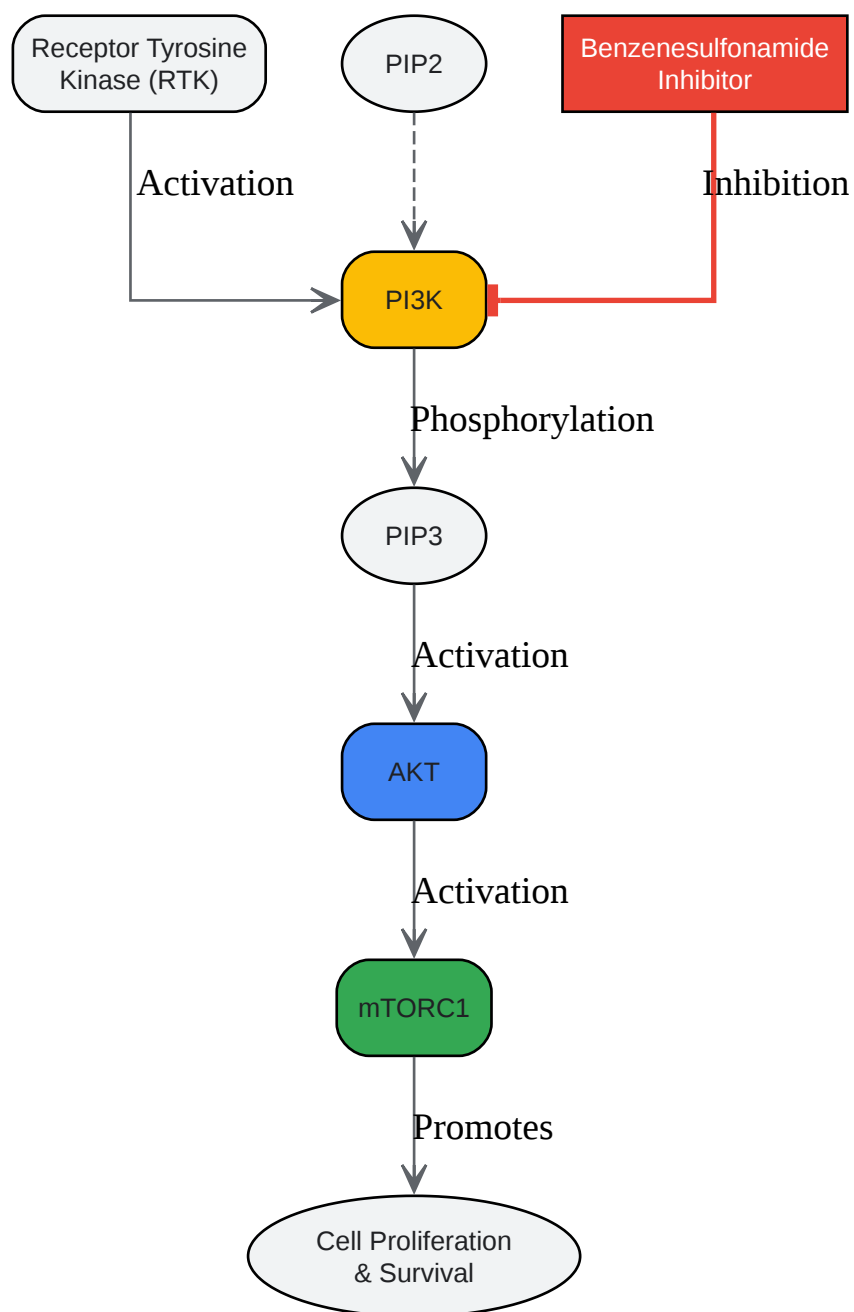 Receptor Tyrosine
Kinase (RTK)
PIP2
Benzenesulfonamide
Inhibitor
Activation
Inhibition
PI3K
Phosphorylation
PIP3
Activation
AKT
Activation
mTORC1
Promotes
Cell Proliferation
& Survival